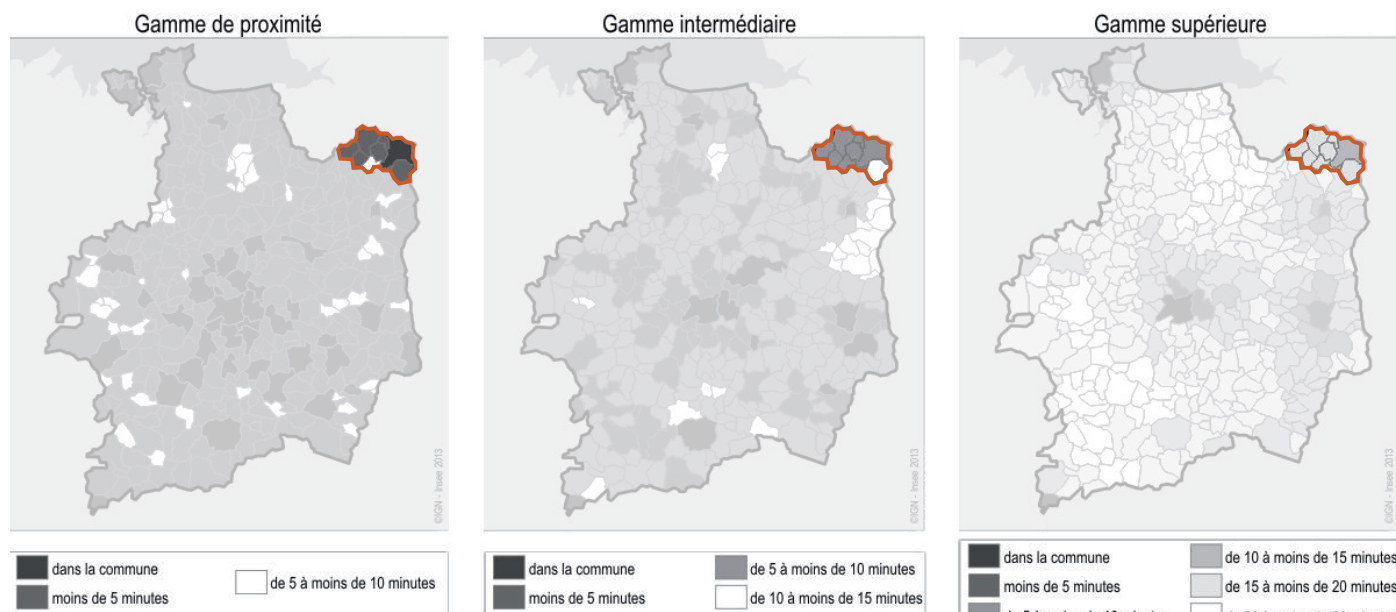 Gamme de proximité
Gamme intermédiaire
Gamme supérieure
©IGN - Insee 2013
©IGN - Insee 2013
©IGN - Insee 2013
dans la commune
moins de 5 minutes
de 5 à moins de 10 minutes
dans la commune
moins de 5 minutes
de 5 à moins de 10 minutes
de 10 à moins de 15 minutes
dans la commune
moins de 5 minutes
de 10 à moins de 15 minutes
de 15 à moins de 20 minutes